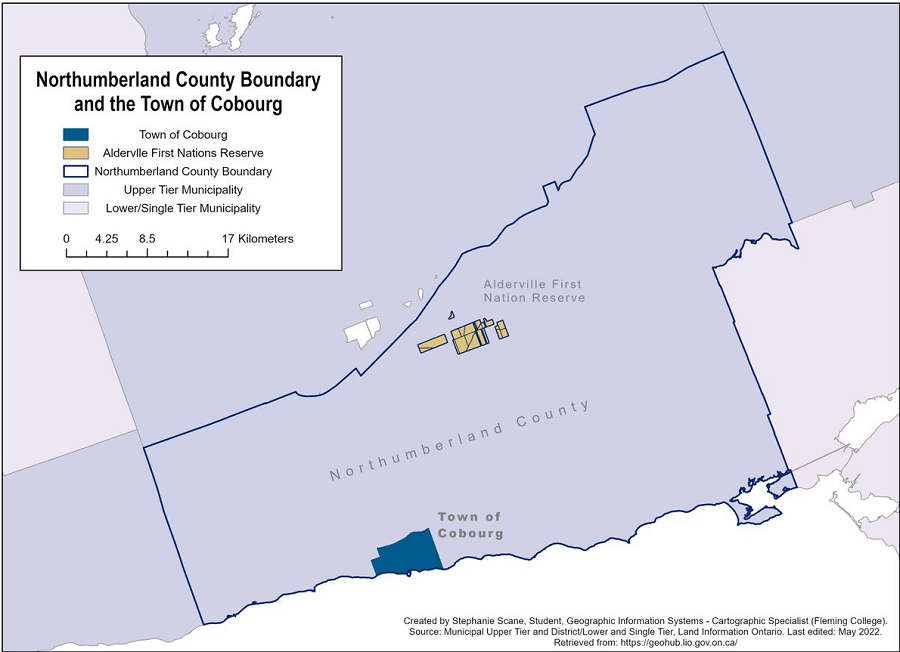 Northumberland County Boundary
and the Town of Cobourg
Town of Cobourg
Aldervlle First Nations Reserve
Northumberland County Boundary
Upper Tier Municipality
Lower/Single Tier Municipality
0 4.25 8.5 17 Kilometers
Alderville First
Nation Reserve
Northumberland County
Town of
Cobourg
Created by Stephanie Scane, Student, Geographic Information Systems - Cartographic Specialist (Fleming College).
Source: Municipal Upper Tier and District/Lower and Single Tier, Land Information Ontario. Last edited: May 2022.
Retrieved from: https://geohub.lio.gov.on.ca/